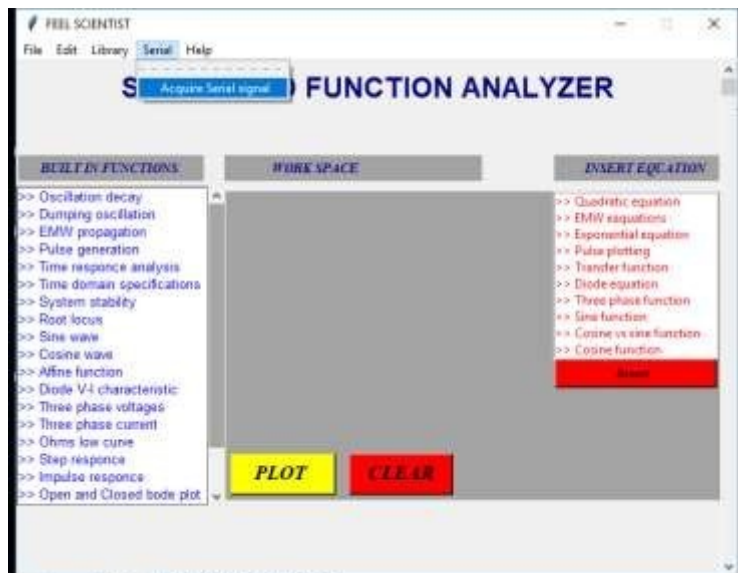 FEEL SCIENTIST
File Edit Library Serial Help
S FUNCTION ANALYZER
Acquire Serial signal
BUILT IN FUNCTIONS
WORK SPACE
INSERT EQUATION
>> Oscillation decay
>> Dumping oscillation
>> EMW propagation
>> Pulse generation
>> Time responce analysis
>> Time domain specifications
>> System stability
>> Root locus
>> Sine wave
>> Cosine wave
>> Affine function
>> Diode V-I characteristic
>> Three phase voltages
>> Three phase current
>> Ohms low curve
>> Step responce
>> Impulse responce
>> Open and Closed bode plot
>> Quadratic equation
>> EMW eaquations
>> Exponential equation
>> Pulse plotting
>> Transfer function
>> Diode equation
>> Three phase function
>> Sine function
>> Cosine vs sine function
>> Cosine function
PLOT
CLEAR